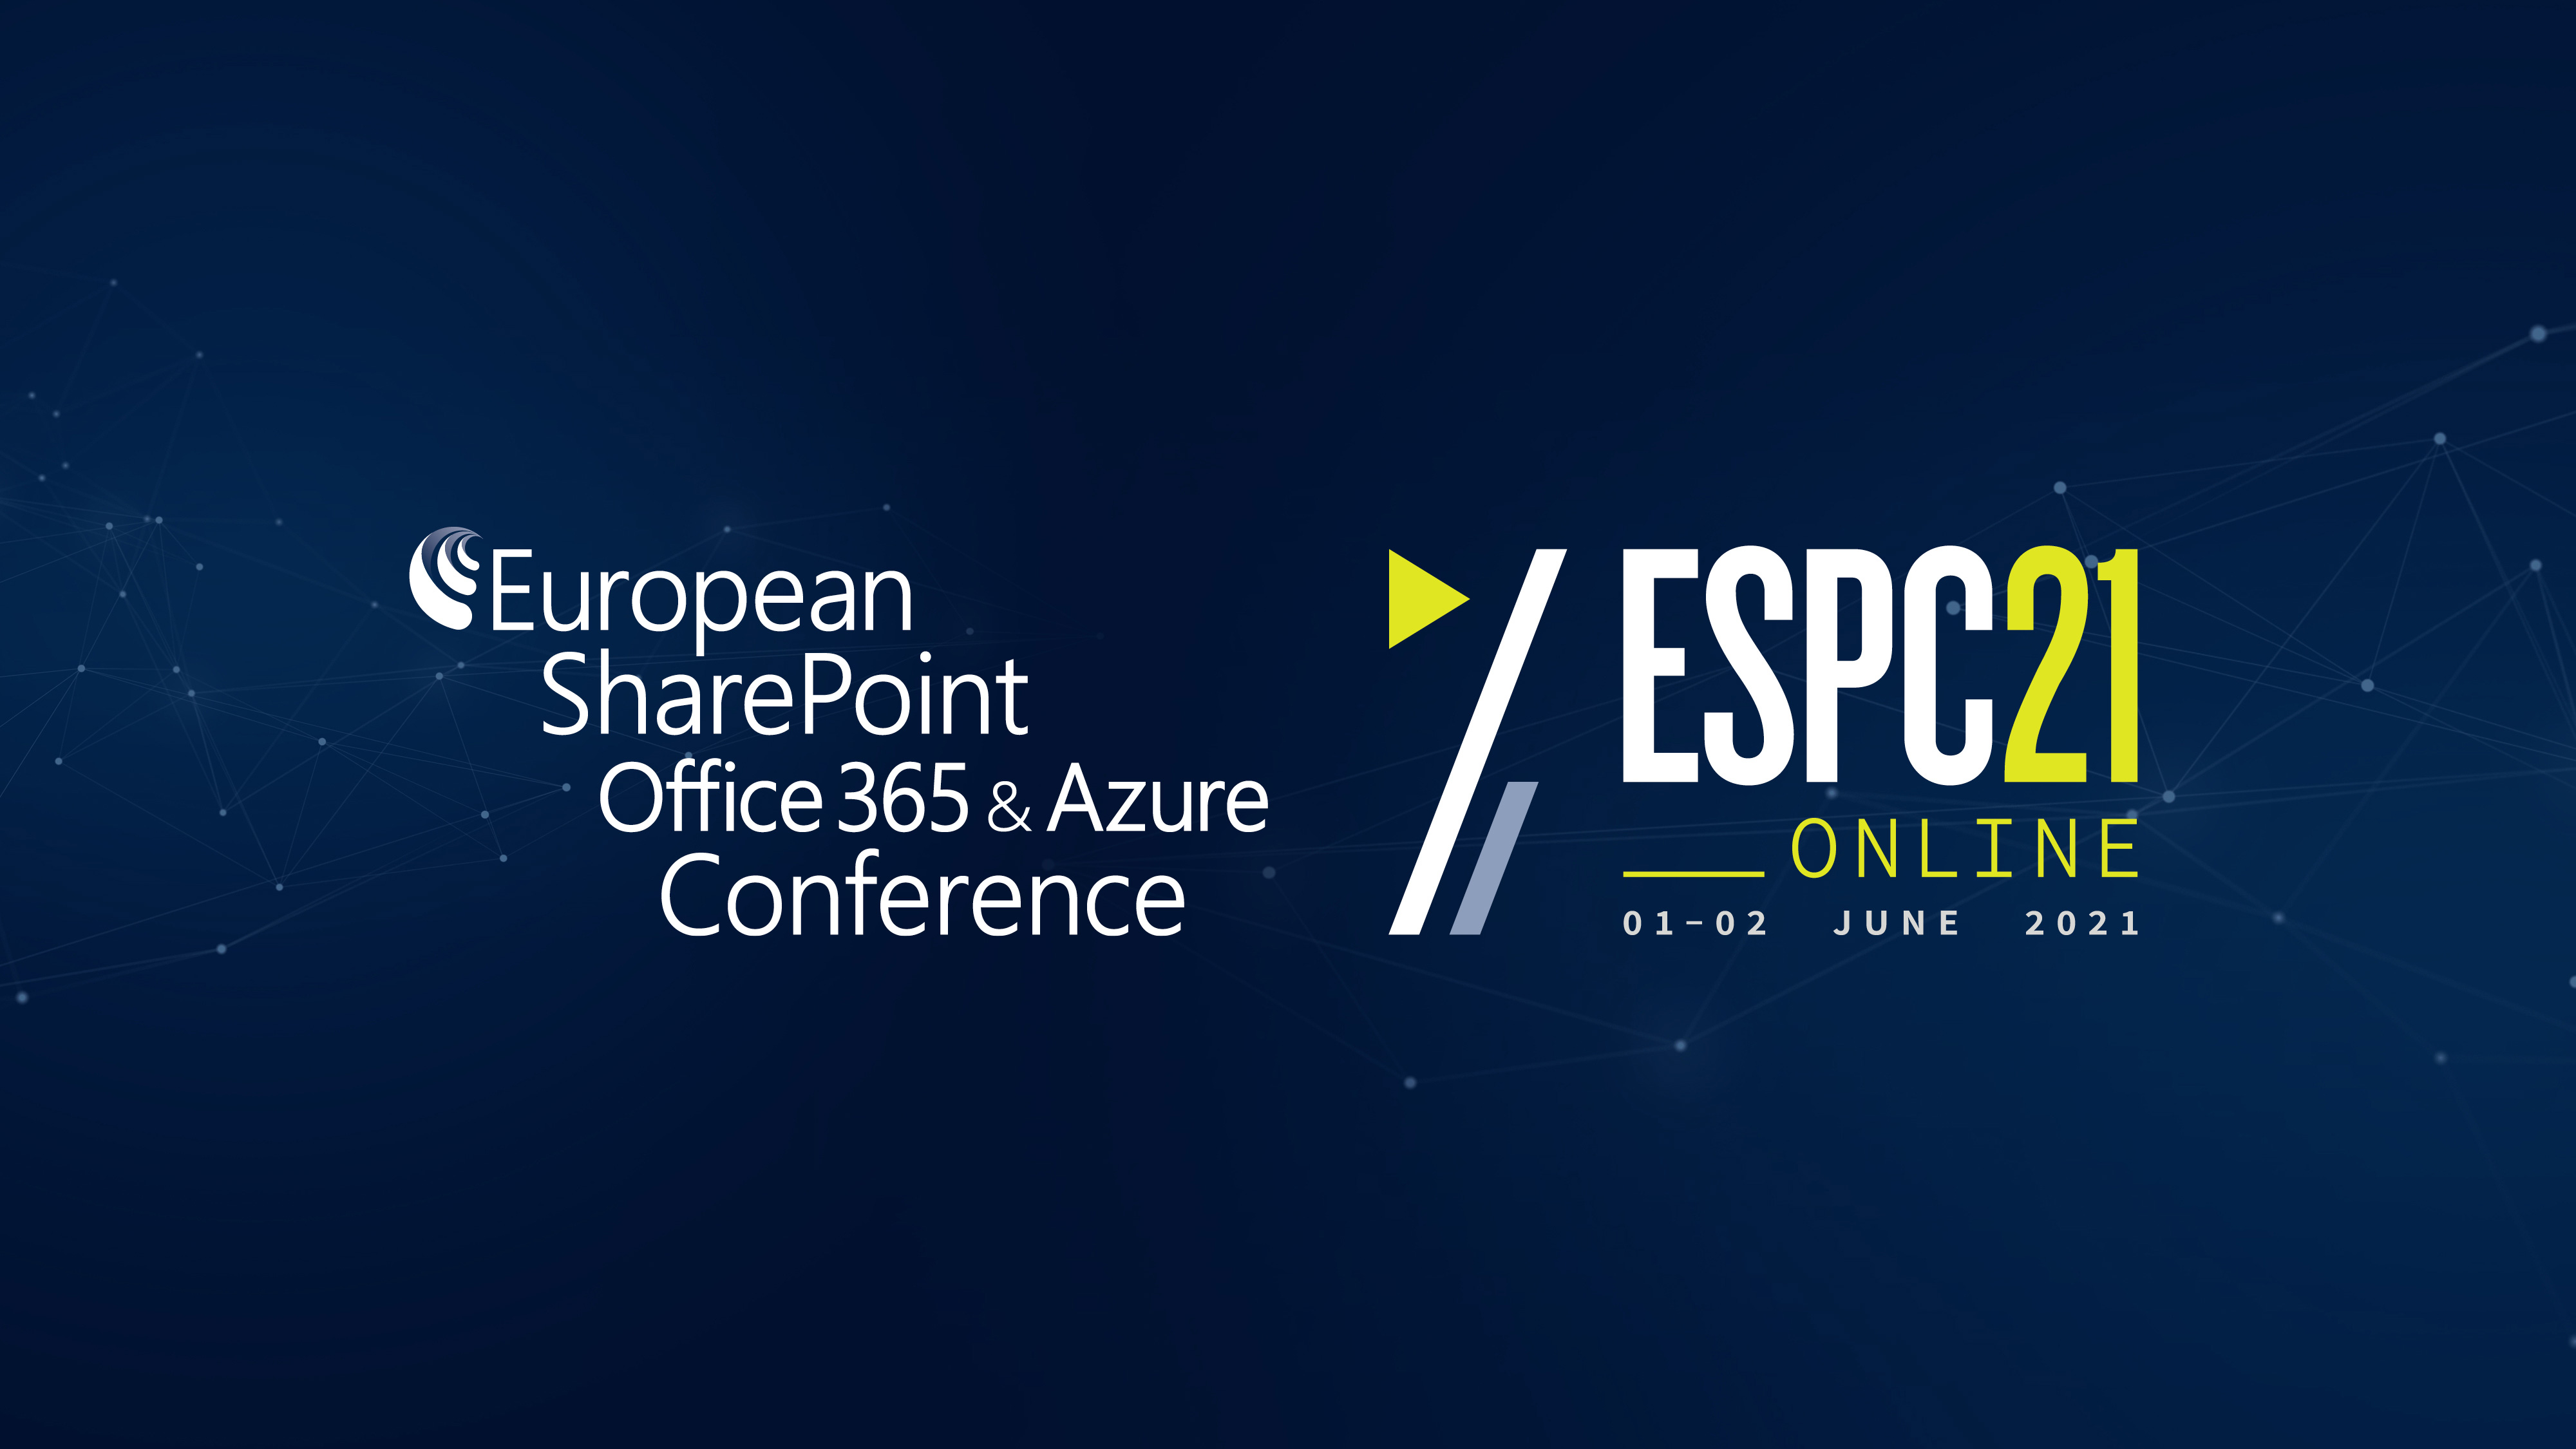 European
SharePoint
Office 365 & Azure
Conference
ESPC21
ONLINE
01-02 JUNE 2021